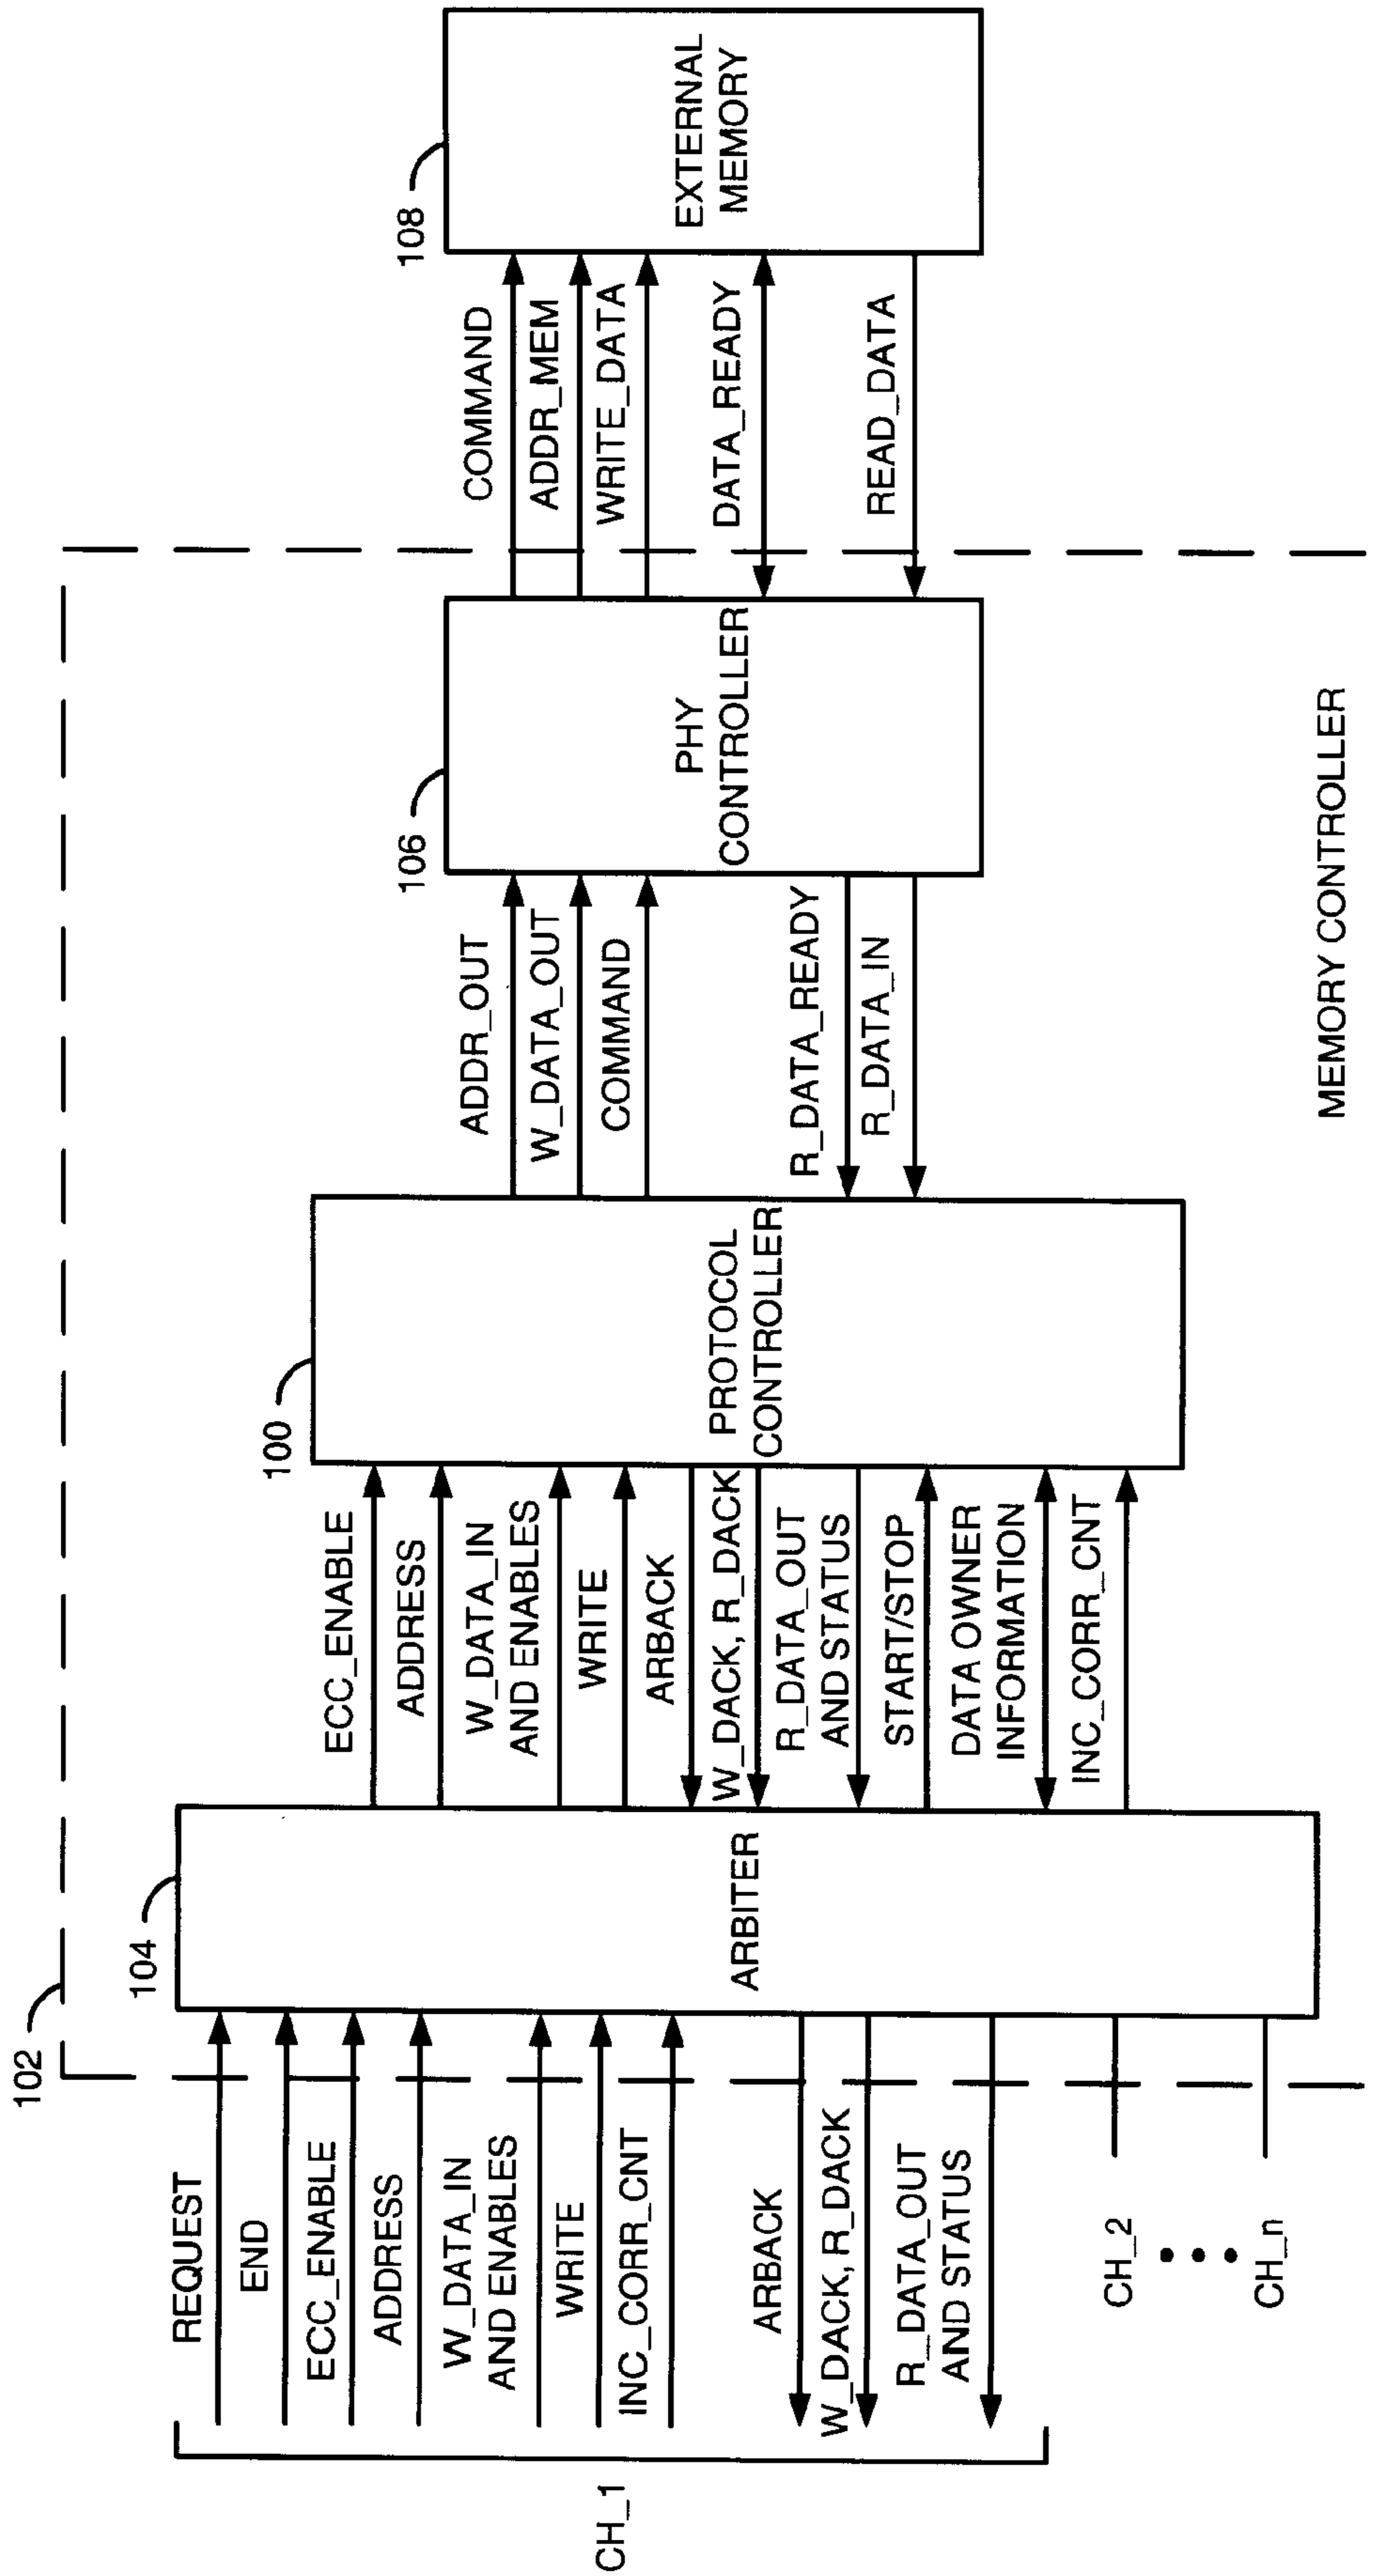 102
104
100
106
108
REQUEST
END
ECC_ENABLE
ADDRESS
W_DATA_IN
AND ENABLES
WRITE
INC_CORR_CNT
ARBACK
W_DACK, R_DACK
R_DATA_OUT
AND STATUS
CH_1
CH_2
CH_n
ARBITER
ECC_ENABLE
ADDRESS
W_DATA_IN
AND ENABLES
WRITE
ARBACK
W_DACK, R_DACK
R_DATA_OUT
AND STATUS
START/STOP
DATA OWNER
INFORMATION
INC_CORR_CNT
PROTOCOL
CONTROLLER
ADDR_OUT
W_DATA_OUT
COMMAND
R_DATA_READY
R_DATA_IN
PHY
CONTROLLER
COMMAND
ADDR_MEM
WRITE_DATA
DATA_READY
READ_DATA
EXTERNAL
MEMORY
MEMORY CONTROLLER